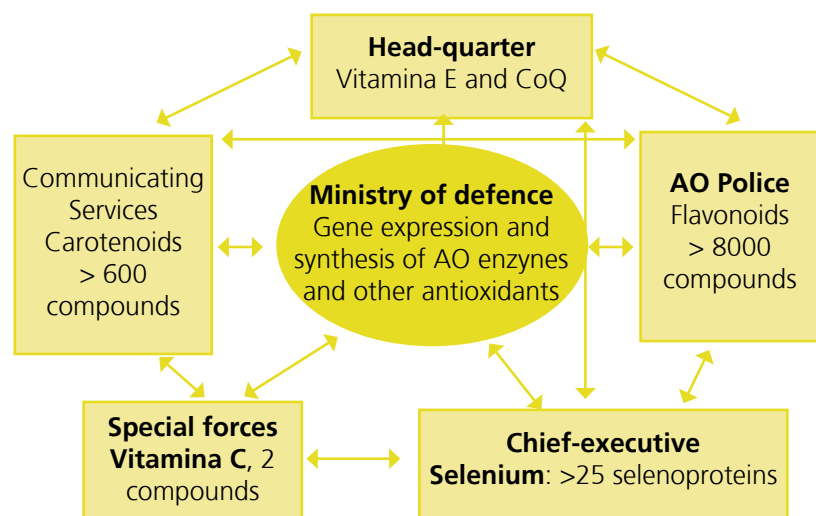 Head-quarter
Vitamina E and CoQ
Communicating
Services
Carotenoids
> 600
compounds
Ministry of defence
Gene expression and
synthesis of AO enzymes
and other antioxidants
AO Police
Flavonoids
> 8000
compounds
Special forces
Vitamina C, 2
compounds
Chief-executive
Selenium: >25 selenoproteins